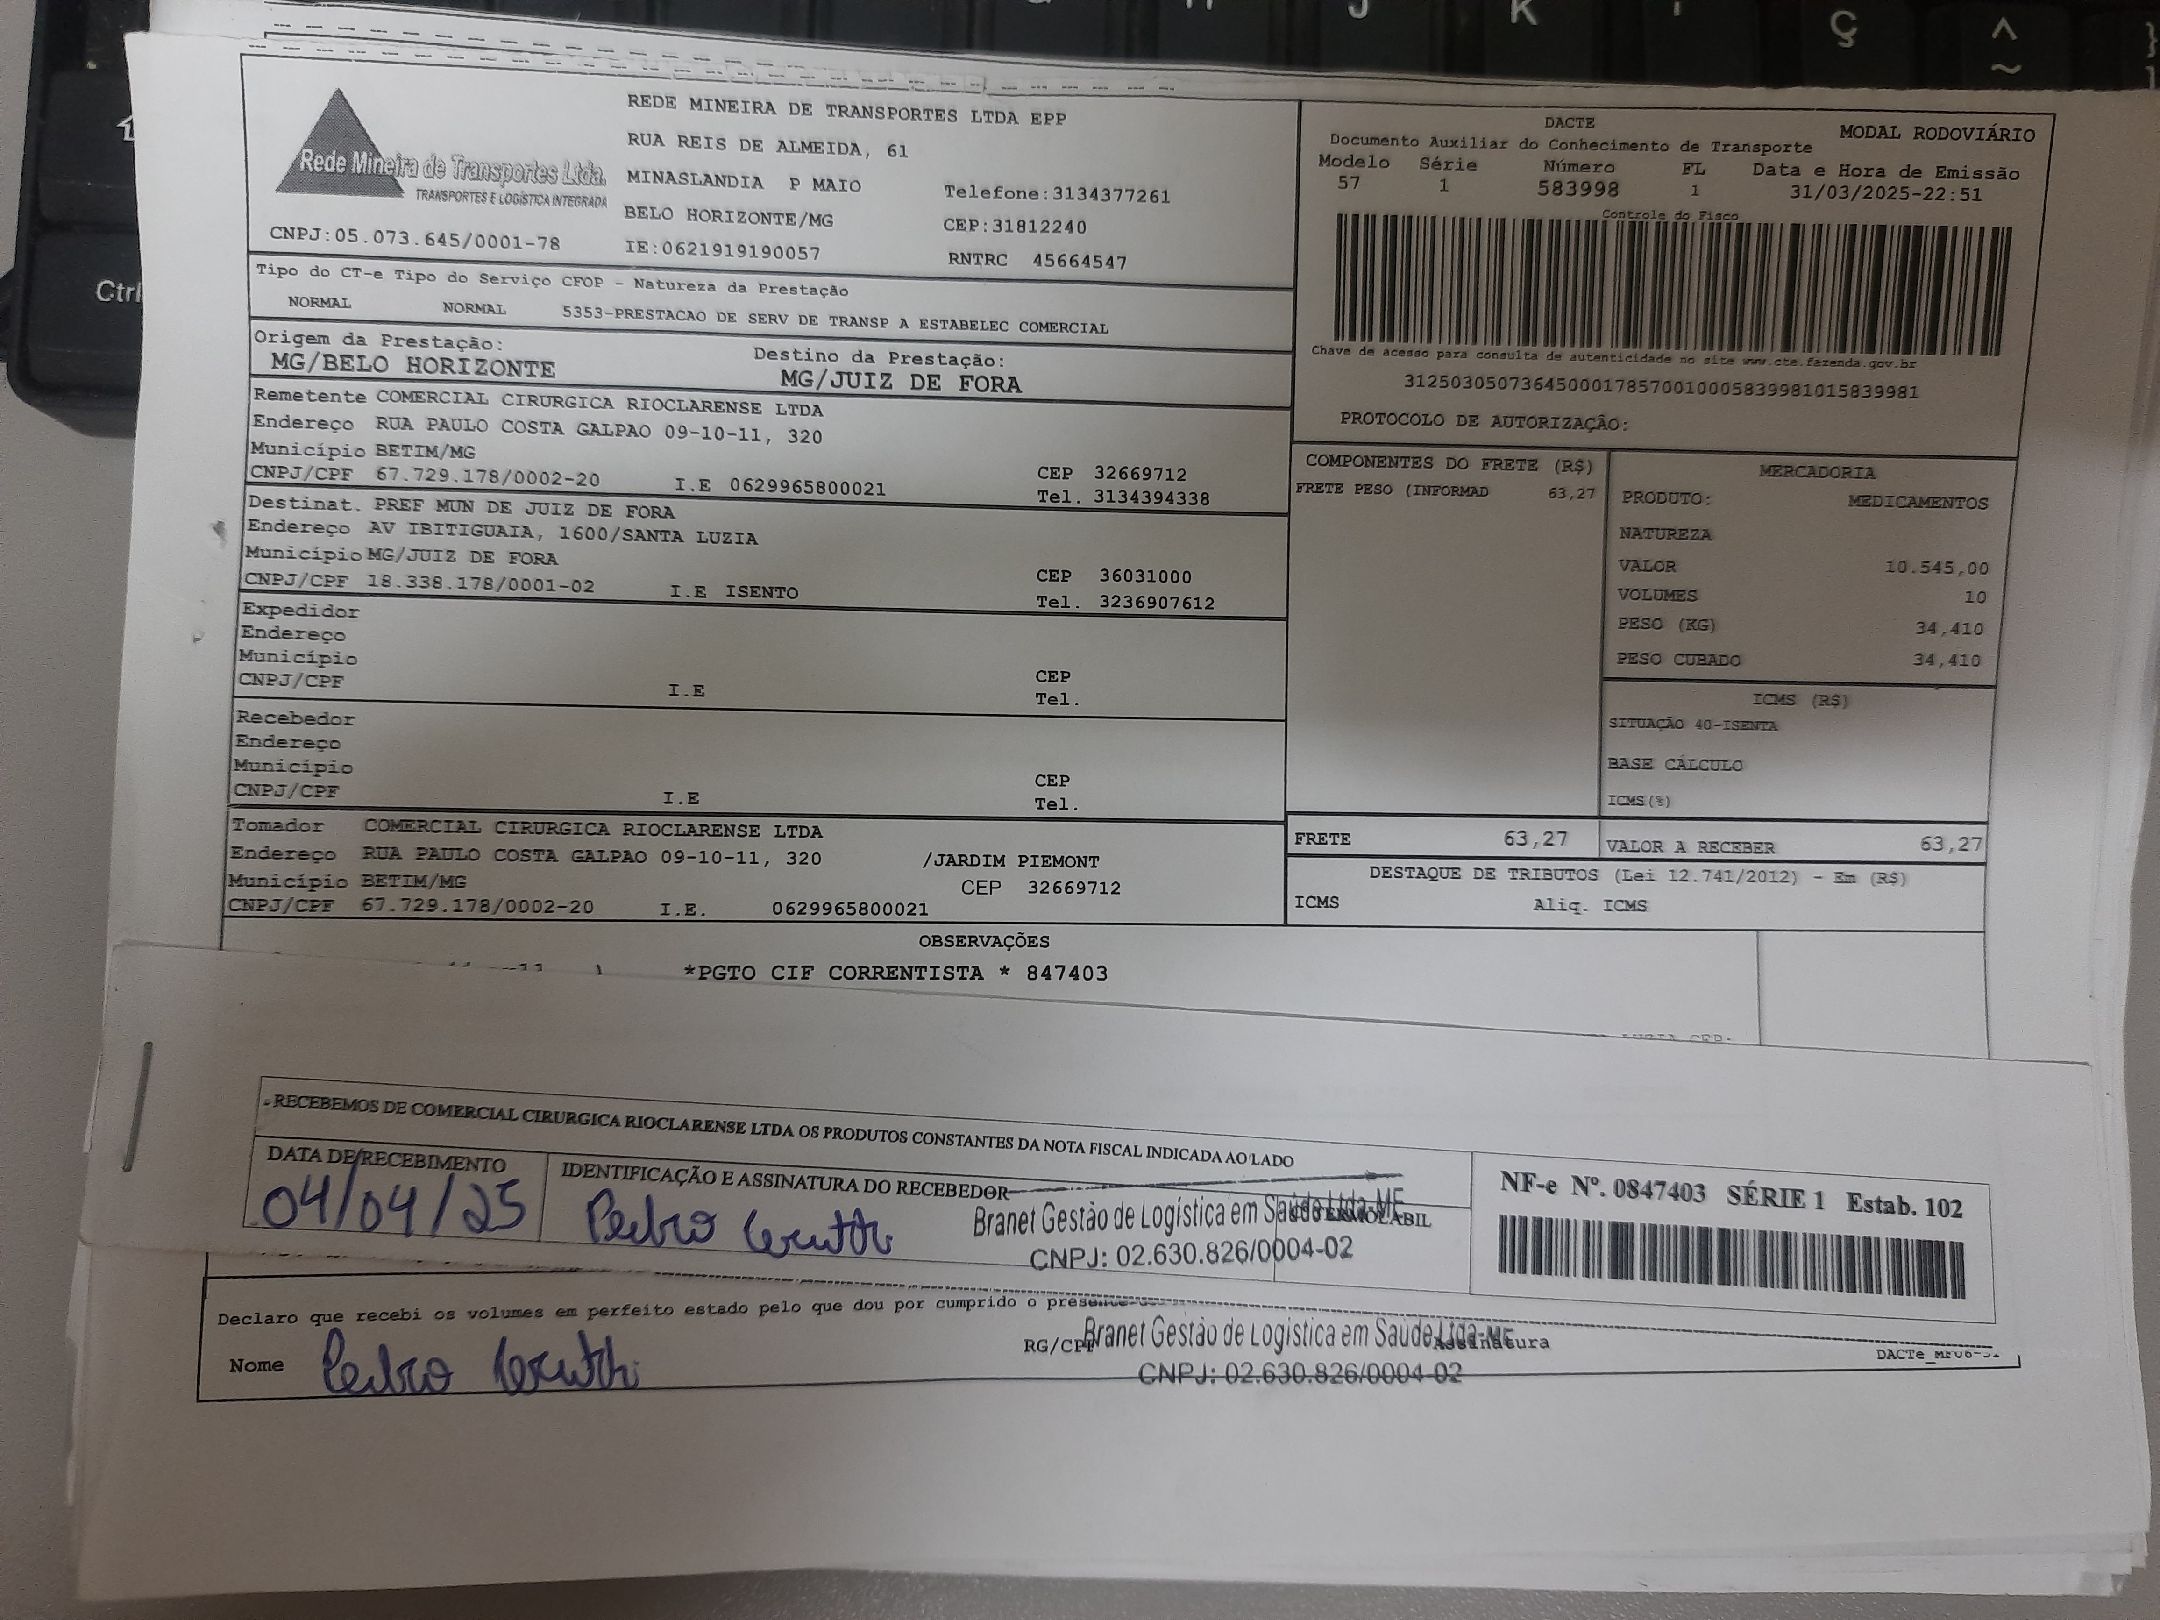 Rede Mineira de Transportes Ltda.
TRANSPORTES E LOGÍSTICA INTEGRADA
CNPJ:05.073.645/0001-78
REDE MINEIRA DE TRANSPORTES LTDA EPP
RUA REIS DE ALMEIDA, 61
MINASLANDIA P MAIO Telefone:3134377261
BELO HORIZONTE/MG CEP:31812240
IE:0621919190057 RNTRC 45664547
DACTE MODAL RODOVIÁRIO
Documento Auxiliar do Conhecimento de Transporte
Modelo Série Número FL Data e Hora de Emissão
57 1 583998 1 31/03/2025-22:51
Controle do Fisco
Chave de acesso para consulta de autenticidade no site www.cte.fazenda.gov.br
31250305073645000178570010005839981015839981
PROTOCOLO DE AUTORIZAÇÃO:
Tipo do CT-e Tipo do Serviço CFOP - Natureza da Prestação
NORMAL NORMAL 5353-PRESTACAO DE SERV DE TRANSP A ESTABELEC COMERCIAL
Origem da Prestação: Destino da Prestação:
MG/BELO HORIZONTE MG/JUIZ DE FORA
Remetente COMERCIAL CIRURGICA RIOCLARENSE LTDA
Endereço RUA PAULO COSTA GALPAO 09-10-11, 320
Município BETIM/MG CEP 32669712
CNPJ/CPF 67.729.178/0002-20 I.E 0629965800021 Tel. 3134394338
Destinat. PREF MUN DE JUIZ DE FORA
Endereço AV IBITIGUAIA, 1600/SANTA LUZIA
Município MG/JUIZ DE FORA CEP 36031000
CNPJ/CPF 18.338.178/0001-02 I.E ISENTO Tel. 3236907612
Expedidor
Endereço
Município CEP
CNPJ/CPF I.E Tel.
Recebedor
Endereço
Município CEP
CNPJ/CPF I.E Tel.
Tomador COMERCIAL CIRURGICA RIOCLARENSE LTDA
Endereço RUA PAULO COSTA GALPAO 09-10-11, 320 /JARDIM PIEMONT
Município BETIM/MG CEP 32669712
CNPJ/CPF 67.729.178/0002-20 I.E. 0629965800021
COMPONENTES DO FRETE (R$)
FRETE PESO (INFORMAD 63,27
MERCADORIA
PRODUTO: MEDICAMENTOS
NATUREZA
VALOR 10.545,00
VOLUMES 10
PESO (KG) 34,410
PESO CUBADO 34,410
ICMS (R$)
SITUAÇÃO 40-ISENTA
BASE CÁLCULO
ICMS(%)
FRETE 63,27 VALOR A RECEBER 63,27
DESTAQUE DE TRIBUTOS (Lei 12.741/2012) - Em (R$)
ICMS Aliq. ICMS
OBSERVAÇÕES
*PGTO CIF CORRENTISTA * 847403
RECEBEMOS DE COMERCIAL CIRURGICA RIOCLARENSE LTDA OS PRODUTOS CONSTANTES DA NOTA FISCAL INDICADA AO LADO
DATA DE RECEBIMENTO IDENTIFICAÇÃO E ASSINATURA DO RECEBEDOR
04/04/25 Pedro
Branet Gestão de Logística em Saúde Ltda-ME
CNPJ: 02.630.826/0004-02
NF-e Nº. 0847403 SÉRIE 1 Estab. 102
Declaro que recebi os volumes em perfeito estado pelo que dou por cumprido o presente
Nome Pedro RG/CPF Assinatura
Branet Gestão de Logística em Saúde Ltda-ME
CNPJ: 02.630.826/0004-02
Ctrl
J
K
Ç
^
~